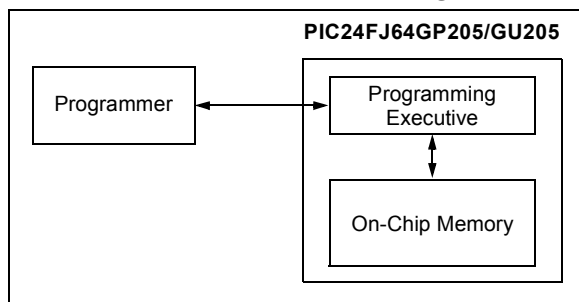 PIC24FJ64GP205/GU205
Programmer
Programming
Executive
On-Chip Memory